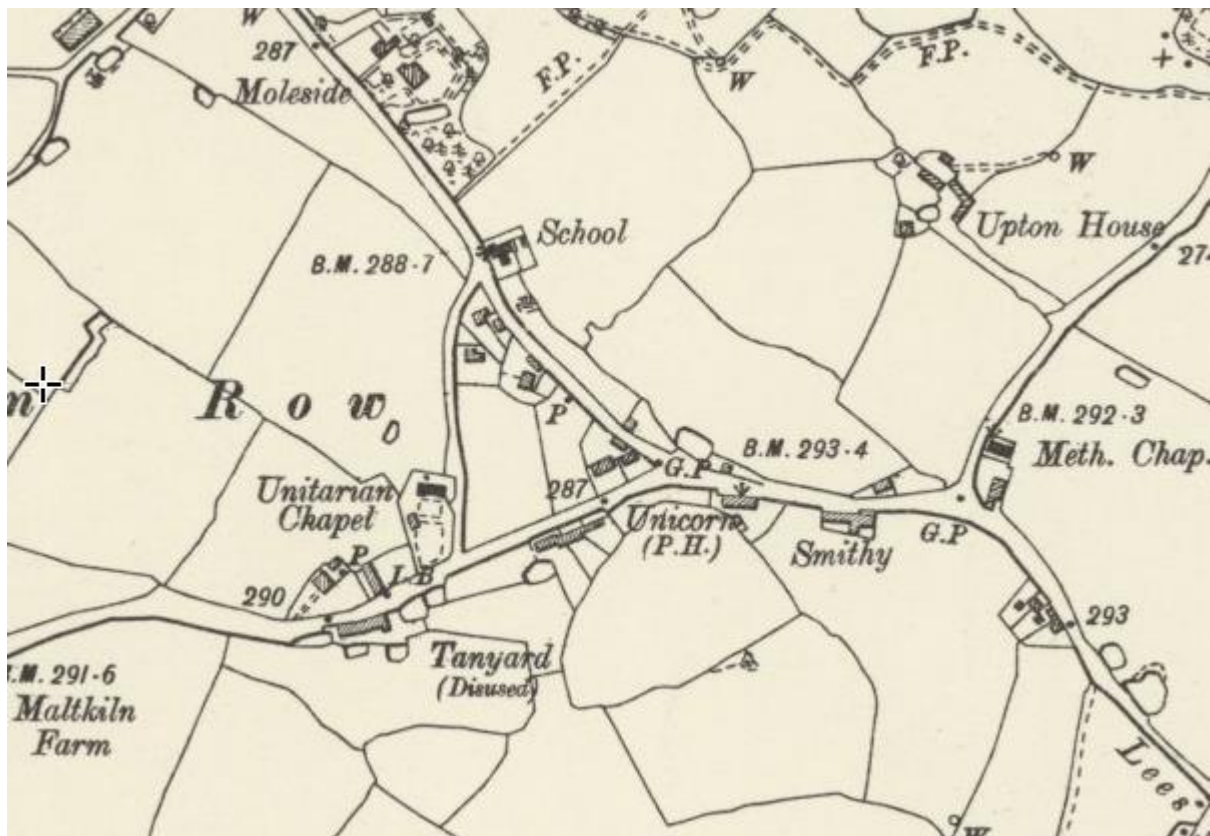 W
287
Moleside
F.P.
W
F.P.
W
School
Upton House
B.M. 288·7
274
R o w
B.M. 292·3
P
B.M. 293·4
Meth. Chap.
G.P
Unitarian
Chapel
287
Unicorn
(P.H.)
G.P
Smithy
P
L.B
290
293
Tanyard
(Disused)
.M. 291·6
Maltkiln
Farm
Lees
W